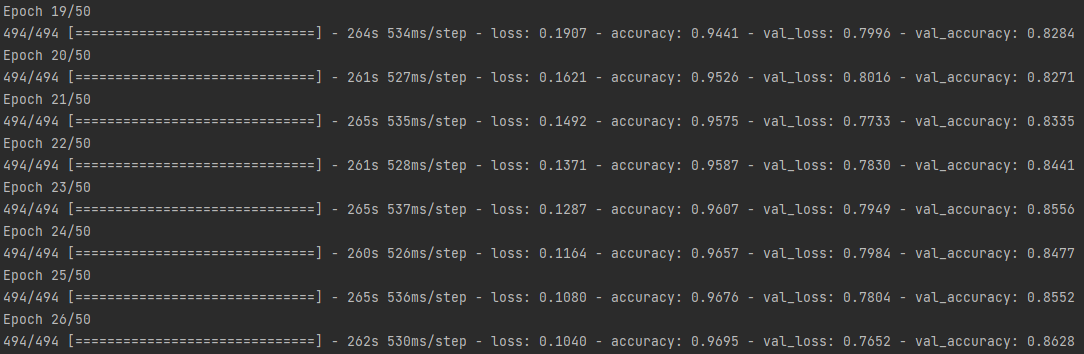 Epoch 19/50
494/494 [==============================] - 264s 534ms/step - loss: 0.1907 - accuracy: 0.9441 - val_loss: 0.7996 - val_accuracy: 0.8284
Epoch 20/50
494/494 [==============================] - 261s 527ms/step - loss: 0.1621 - accuracy: 0.9526 - val_loss: 0.8016 - val_accuracy: 0.8271
Epoch 21/50
494/494 [==============================] - 265s 535ms/step - loss: 0.1492 - accuracy: 0.9575 - val_loss: 0.7733 - val_accuracy: 0.8335
Epoch 22/50
494/494 [==============================] - 261s 528ms/step - loss: 0.1371 - accuracy: 0.9587 - val_loss: 0.7830 - val_accuracy: 0.8441
Epoch 23/50
494/494 [==============================] - 265s 537ms/step - loss: 0.1287 - accuracy: 0.9607 - val_loss: 0.7949 - val_accuracy: 0.8556
Epoch 24/50
494/494 [==============================] - 260s 526ms/step - loss: 0.1164 - accuracy: 0.9657 - val_loss: 0.7984 - val_accuracy: 0.8477
Epoch 25/50
494/494 [==============================] - 265s 536ms/step - loss: 0.1080 - accuracy: 0.9676 - val_loss: 0.7804 - val_accuracy: 0.8552
Epoch 26/50
494/494 [==============================] - 262s 530ms/step - loss: 0.1040 - accuracy: 0.9695 - val_loss: 0.7652 - val_accuracy: 0.8628